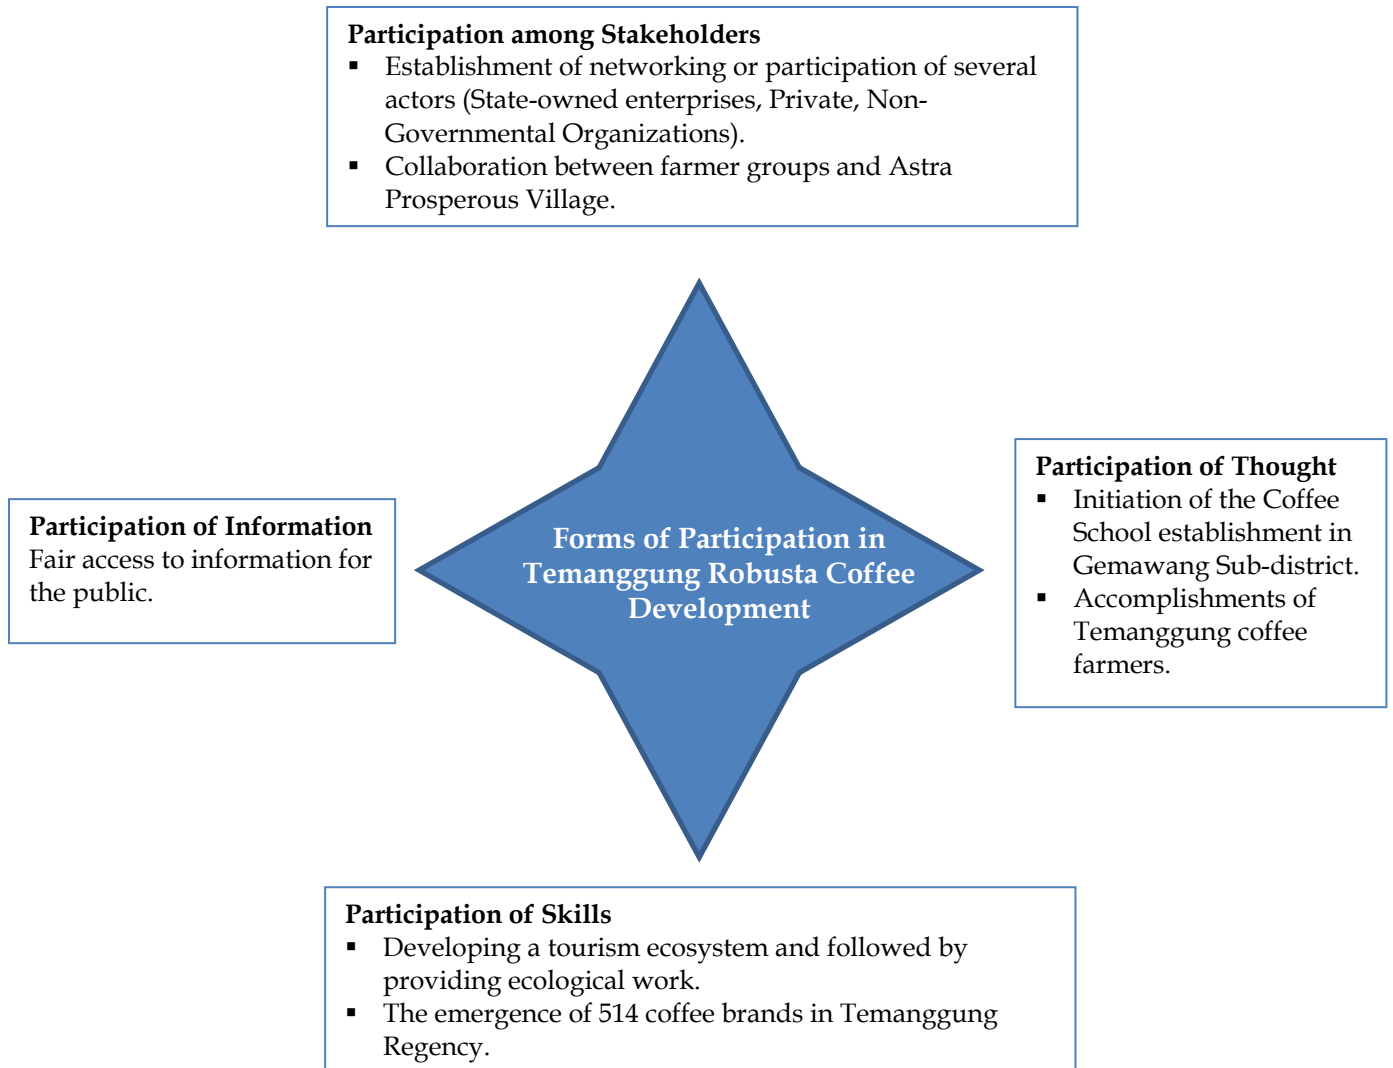 Participation among Stakeholders
▪ Establishment of networking or participation of several
actors (State-owned enterprises, Private, Non-
Governmental Organizations).
▪ Collaboration between farmer groups and Astra
Prosperous Village.
Participation of Information
Fair access to information for
the public.
Forms of Participation in
Temanggung Robusta Coffee
Development
Participation of Thought
▪ Initiation of the Coffee
School establishment in
Gemawang Sub-district.
▪ Accomplishments of
Temanggung coffee
farmers.
Participation of Skills
▪ Developing a tourism ecosystem and followed by
providing ecological work.
▪ The emergence of 514 coffee brands in Temanggung
Regency.